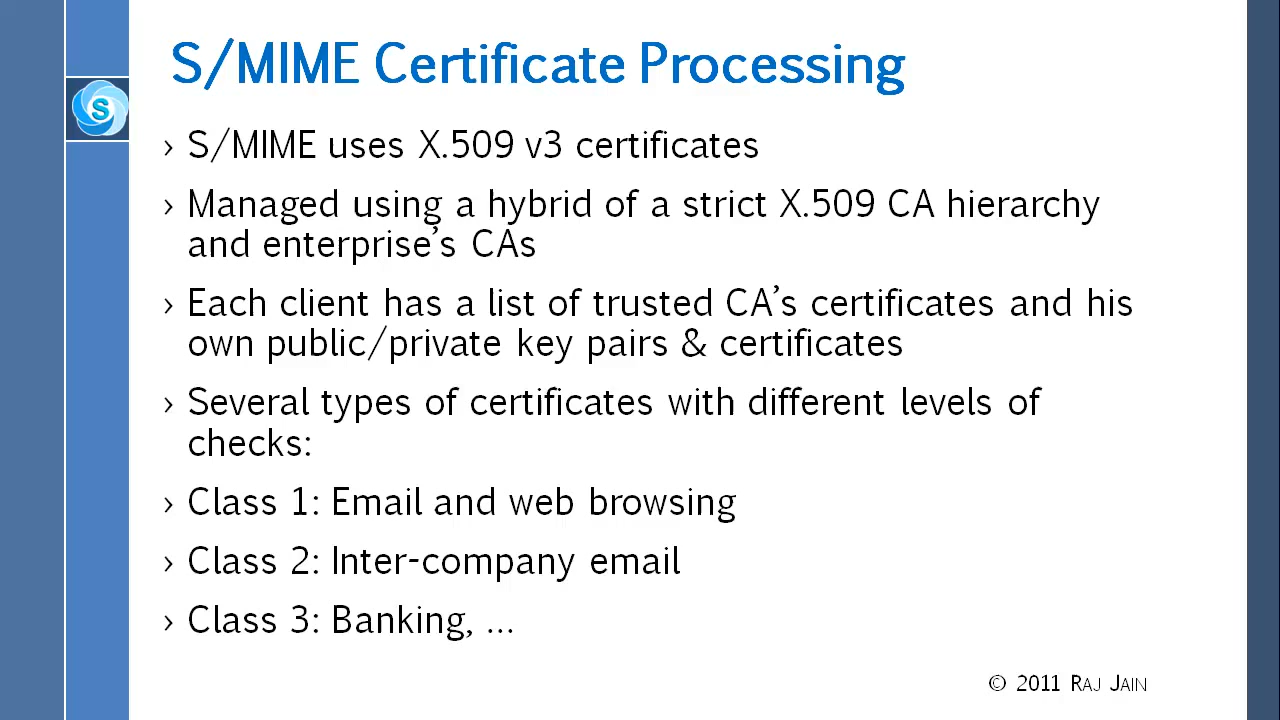 S/MIME Certificate Processing
S
› S/MIME uses X.509 v3 certificates
› Managed using a hybrid of a strict X.509 CA hierarchy
and enterprise’s CAs
› Each client has a list of trusted CA’s certificates and his
own public/private key pairs & certificates
› Several types of certificates with different levels of
checks:
› Class 1: Email and web browsing
› Class 2: Inter-company email
› Class 3: Banking, ...
© 2011 RAJ JAIN